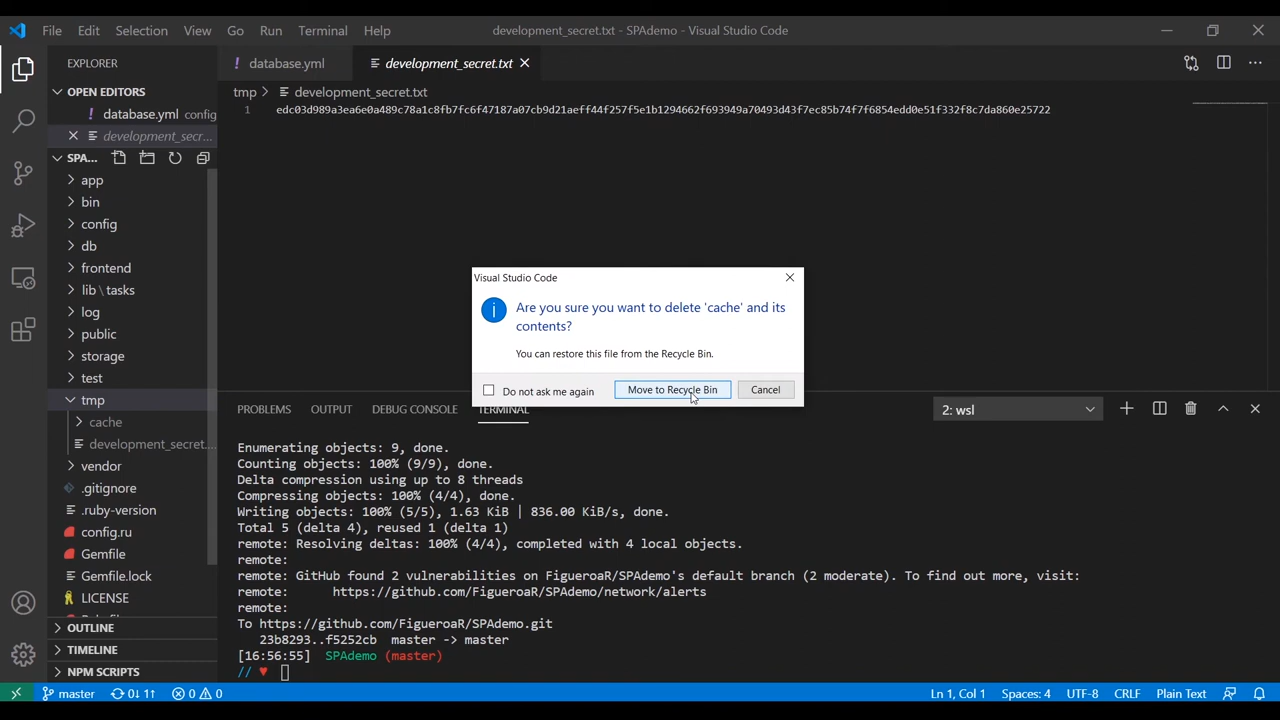 File Edit Selection View Go Run Terminal Help
development_secret.txt - SPAdemo - Visual Studio Code
EXPLORER
OPEN EDITORS
database.yml config
development_secr...
SPA...
app
bin
config
db
frontend
lib\tasks
log
public
storage
test
tmp
cache
development_secret....
vendor
.gitignore
.ruby-version
config.ru
Gemfile
Gemfile.lock
LICENSE
OUTLINE
TIMELINE
NPM SCRIPTS
database.yml
development_secret.txt
tmp > development_secret.txt
1 edc03d989a3ea6e0a489c78a1c8fb7fc6f47187a07cb9d21aeff44f257f5e1b1294662f693949a70493d43f7ec85b74f7f6854edd0e51f332f8c7da860e25722
Visual Studio Code
Are you sure you want to delete 'cache' and its
contents?
You can restore this file from the Recycle Bin.
Do not ask me again
Move to Recycle Bin
Cancel
PROBLEMS OUTPUT DEBUG CONSOLE TERMINAL
2: wsl
Enumerating objects: 9, done.
Counting objects: 100% (9/9), done.
Delta compression using up to 8 threads
Compressing objects: 100% (4/4), done.
Writing objects: 100% (5/5), 1.63 KiB | 836.00 KiB/s, done.
Total 5 (delta 4), reused 1 (delta 1)
remote: Resolving deltas: 100% (4/4), completed with 4 local objects.
remote:
remote: GitHub found 2 vulnerabilities on FigueroaR/SPAdemo's default branch (2 moderate). To find out more, visit:
remote: https://github.com/FigueroaR/SPAdemo/network/alerts
remote:
To https://github.com/FigueroaR/SPAdemo.git
23b8293..f5252cb master -> master
[16:56:55] SPAdemo (master)
// ♥
master 0↓ 1↑ 0 0
Ln 1, Col 1 Spaces: 4 UTF-8 CRLF Plain Text